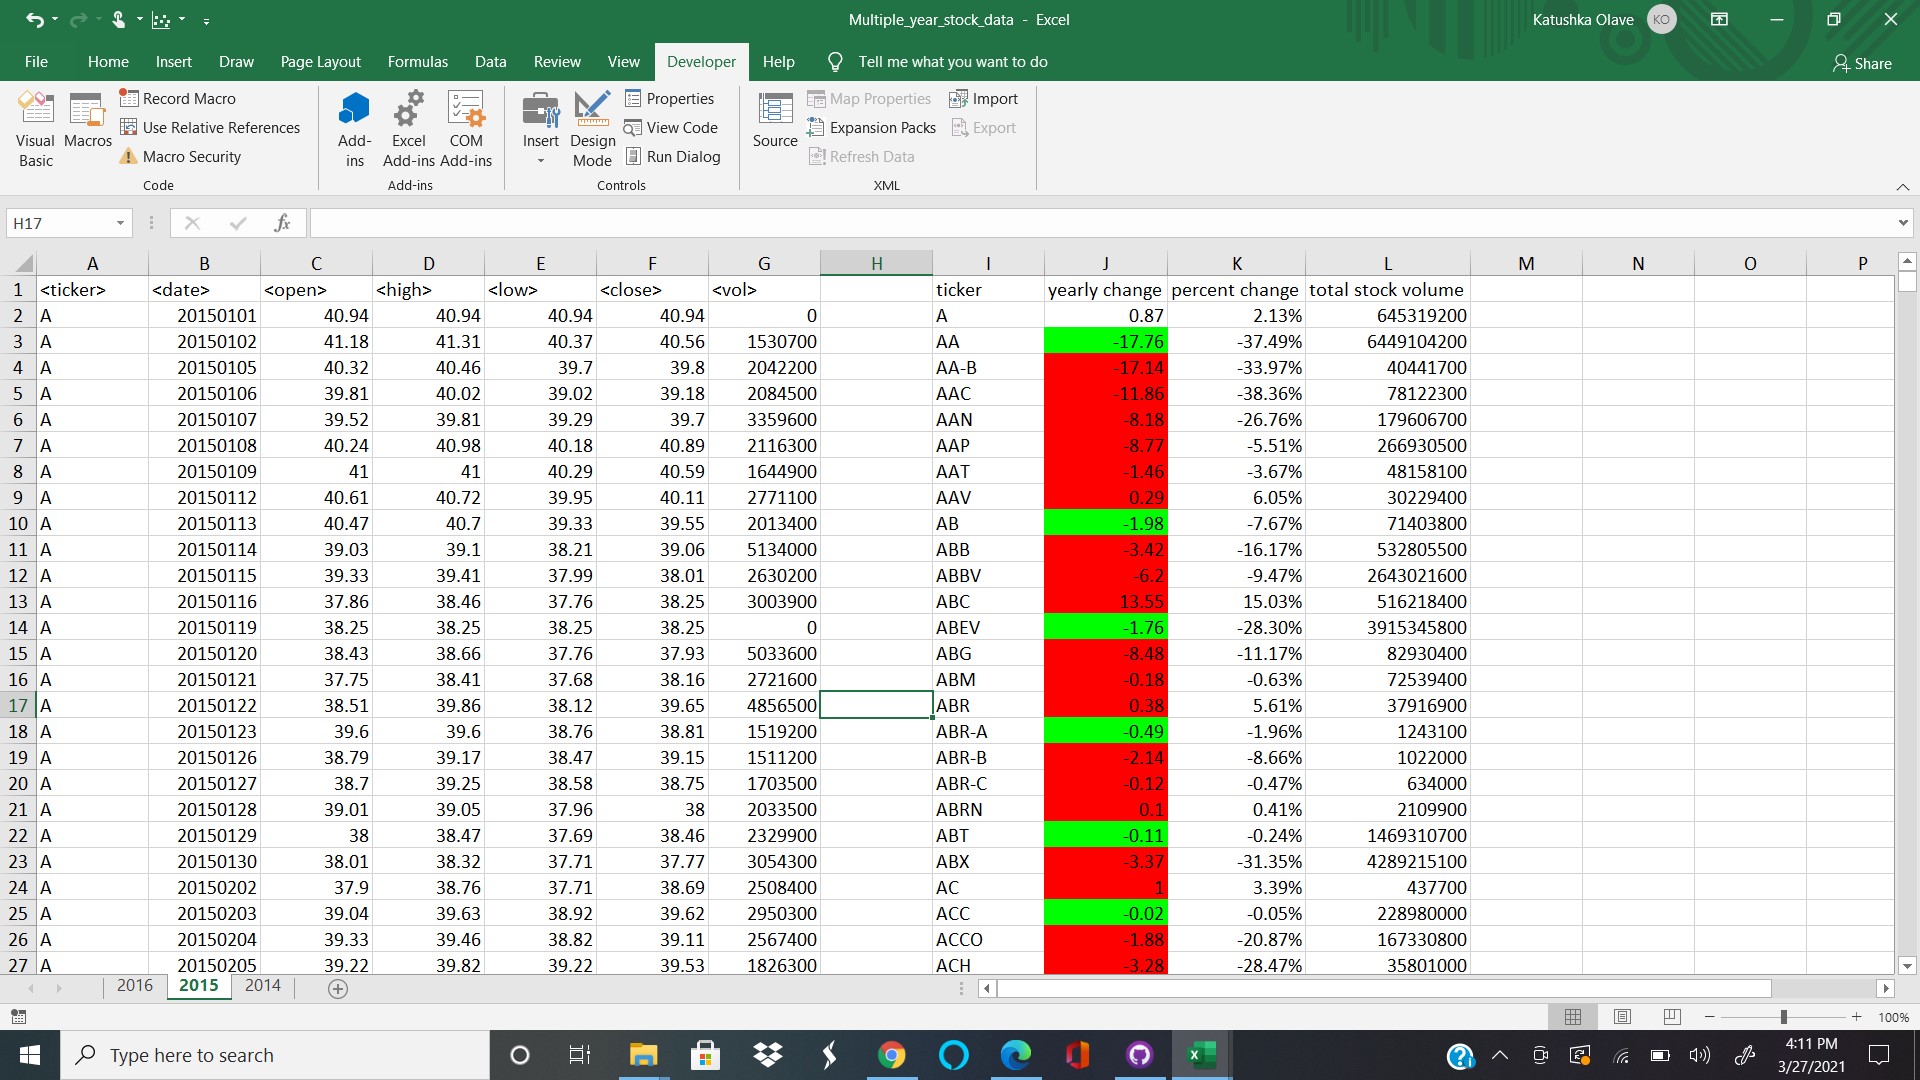 Multiple_year_stock_data - Excel
Katushka Olave KO
File Home Insert Draw Page Layout Formulas Data Review View Developer Help Tell me what you want to do Share
Visual Basic
Macros
Record Macro
Use Relative References
Macro Security
Code
Add-ins
Excel Add-ins
COM Add-ins
Add-ins
Insert
Design Mode
Properties
View Code
Run Dialog
Controls
Source
Map Properties
Expansion Packs
Refresh Data
Import
Export
XML
H17
fx
A B C D E F G H I J K L M N O P
1 <ticker> <date> <open> <high> <low> <close> <vol> ticker yearly change percent change total stock volume
2 A 20150101 40.94 40.94 40.94 40.94 0 A 0.87 2.13% 645319200
3 A 20150102 41.18 41.31 40.37 40.56 1530700 AA -17.76 -37.49% 6449104200
4 A 20150105 40.32 40.46 39.7 39.8 2042200 AA-B -17.14 -33.97% 40441700
5 A 20150106 39.81 40.02 39.02 39.18 2084500 AAC -11.86 -38.36% 78122300
6 A 20150107 39.52 39.81 39.29 39.7 3359600 AAN -8.18 -26.76% 179606700
7 A 20150108 40.24 40.98 40.18 40.89 2116300 AAP -8.77 -5.51% 266930500
8 A 20150109 41 41 40.29 40.59 1644900 AAT -1.46 -3.67% 48158100
9 A 20150112 40.61 40.72 39.95 40.11 2771100 AAV 0.29 6.05% 30229400
10 A 20150113 40.47 40.7 39.33 39.55 2013400 AB -1.98 -7.67% 71403800
11 A 20150114 39.03 39.1 38.21 39.06 5134000 ABB -3.42 -16.17% 532805500
12 A 20150115 39.33 39.41 37.99 38.01 2630200 ABBV -6.2 -9.47% 2643021600
13 A 20150116 37.86 38.46 37.76 38.25 3003900 ABC 13.55 15.03% 516218400
14 A 20150119 38.25 38.25 38.25 38.25 0 ABEV -1.76 -28.30% 3915345800
15 A 20150120 38.43 38.66 37.76 37.93 5033600 ABG -8.48 -11.17% 82930400
16 A 20150121 37.75 38.41 37.68 38.16 2721600 ABM -0.18 -0.63% 72539400
17 A 20150122 38.51 39.86 38.12 39.65 4856500 ABR 0.38 5.61% 37916900
18 A 20150123 39.6 39.6 38.76 38.81 1519200 ABR-A -0.49 -1.96% 1243100
19 A 20150126 38.79 39.17 38.47 39.15 1511200 ABR-B -2.14 -8.66% 1022000
20 A 20150127 38.7 39.25 38.58 38.75 1703500 ABR-C -0.12 -0.47% 634000
21 A 20150128 39.01 39.05 37.96 38 2033500 ABRN 0.1 0.41% 2109900
22 A 20150129 38 38.47 37.69 38.46 2329900 ABT -0.11 -0.24% 1469310700
23 A 20150130 38.01 38.32 37.71 37.77 3054300 ABX -3.37 -31.35% 4289215100
24 A 20150202 37.9 38.76 37.71 38.69 2508400 AC 1 3.39% 437700
25 A 20150203 39.04 39.63 38.92 39.62 2950300 ACC -0.02 -0.05% 228980000
26 A 20150204 39.33 39.46 38.82 39.11 2567400 ACCO -1.88 -20.87% 167330800
27 A 20150205 39.22 39.82 39.22 39.53 1826300 ACH -3.28 -28.47% 35801000
2016 2015 2014
100%
Type here to search
4:11 PM
3/27/2021